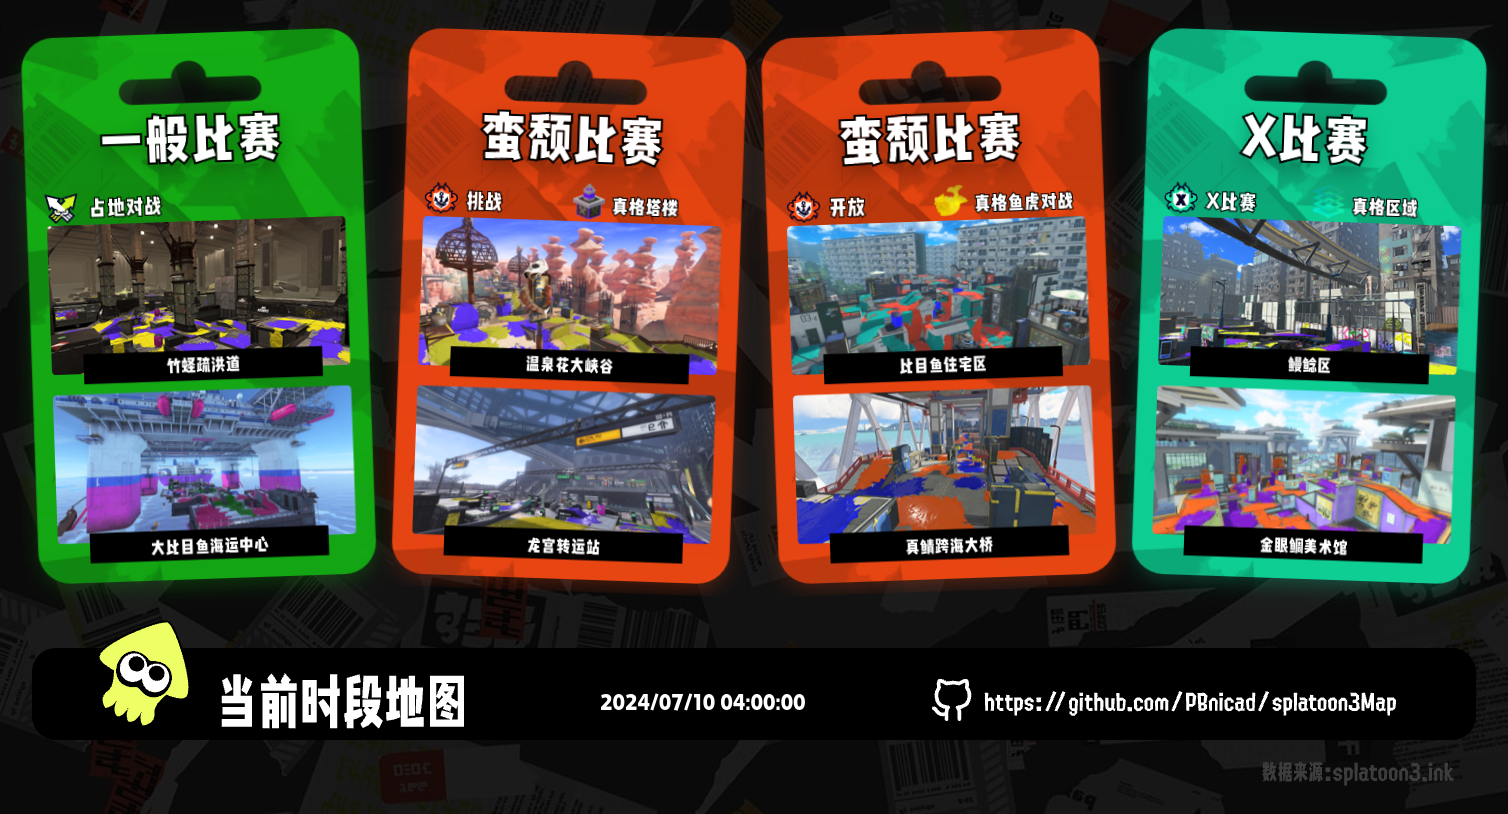 一般比赛
占地对战
竹蛏疏洪道
大比目鱼海运中心
蛮颓比赛
挑战
真格塔楼
温泉花大峡谷
龙宫转运站
蛮颓比赛
开放
真格鱼虎对战
比目鱼住宅区
真鲭跨海大桥
X比赛
X比赛
真格区域
鳗鲶区
金眼鲷美术馆
当前时段地图
2024/07/10 04:00:00
https://github.com/PBnicad/splatoon3Map
数据来源:splatoon3.ink